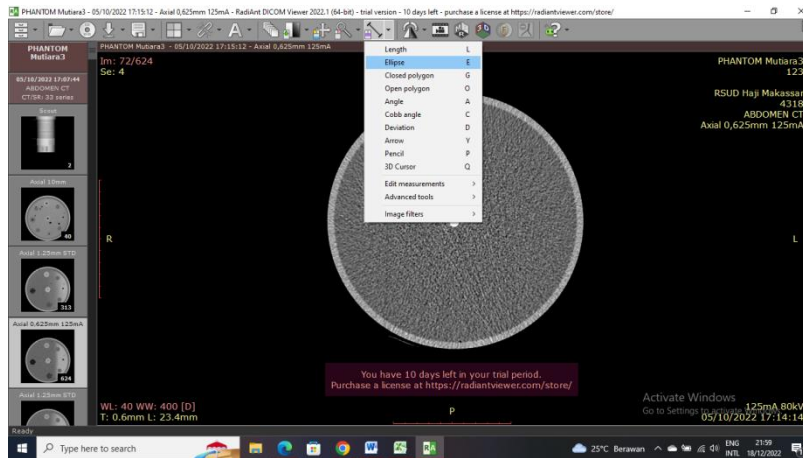 PHANTOM Mutiara3 - 05/10/2022 17:15:12 - Axial 0,625mm 125mA - RadiAnt DICOM Viewer 2022.1 (64-bit) - trial version - 10 days left - purchase a license at https://radiantviewer.com/store/
PHANTOM Mutiara3
05/10/2022 17:07:44
ABDOMEN CT
CT/SR: 33 series
Scout
2
Axial 10mm
40
Axial 1.25mm STD
313
Axial 0.625mm 125mA
624
Axial 1.25mm STD
PHANTOM Mutiara3 - 05/10/2022 17:15:12 - Axial 0,625mm 125mA
Im: 72/624
Se: 4
Length L
Ellipse E
Closed polygon G
Open polygon O
Angle A
Cobb angle C
Deviation D
Arrow Y
Pencil P
3D Cursor Q
Edit measurements >
Advanced tools >
Image filters >
PHANTOM Mutiara3
123
RSUD Haji Makassar
4318
ABDOMEN CT
Axial 0,625mm 125mA
R
L
You have 10 days left in your trial period.
Purchase a license at https://radiantviewer.com/store/
WL: 40 WW: 400 [D]
T: 0.6mm L: 23.4mm
P
Activate Windows
Go to Settings to activate
125mA 80kV
05/10/2022 17:14:14
Ready
Type here to search
25°C Berawan
ENG
INTL
21:59
18/12/2022